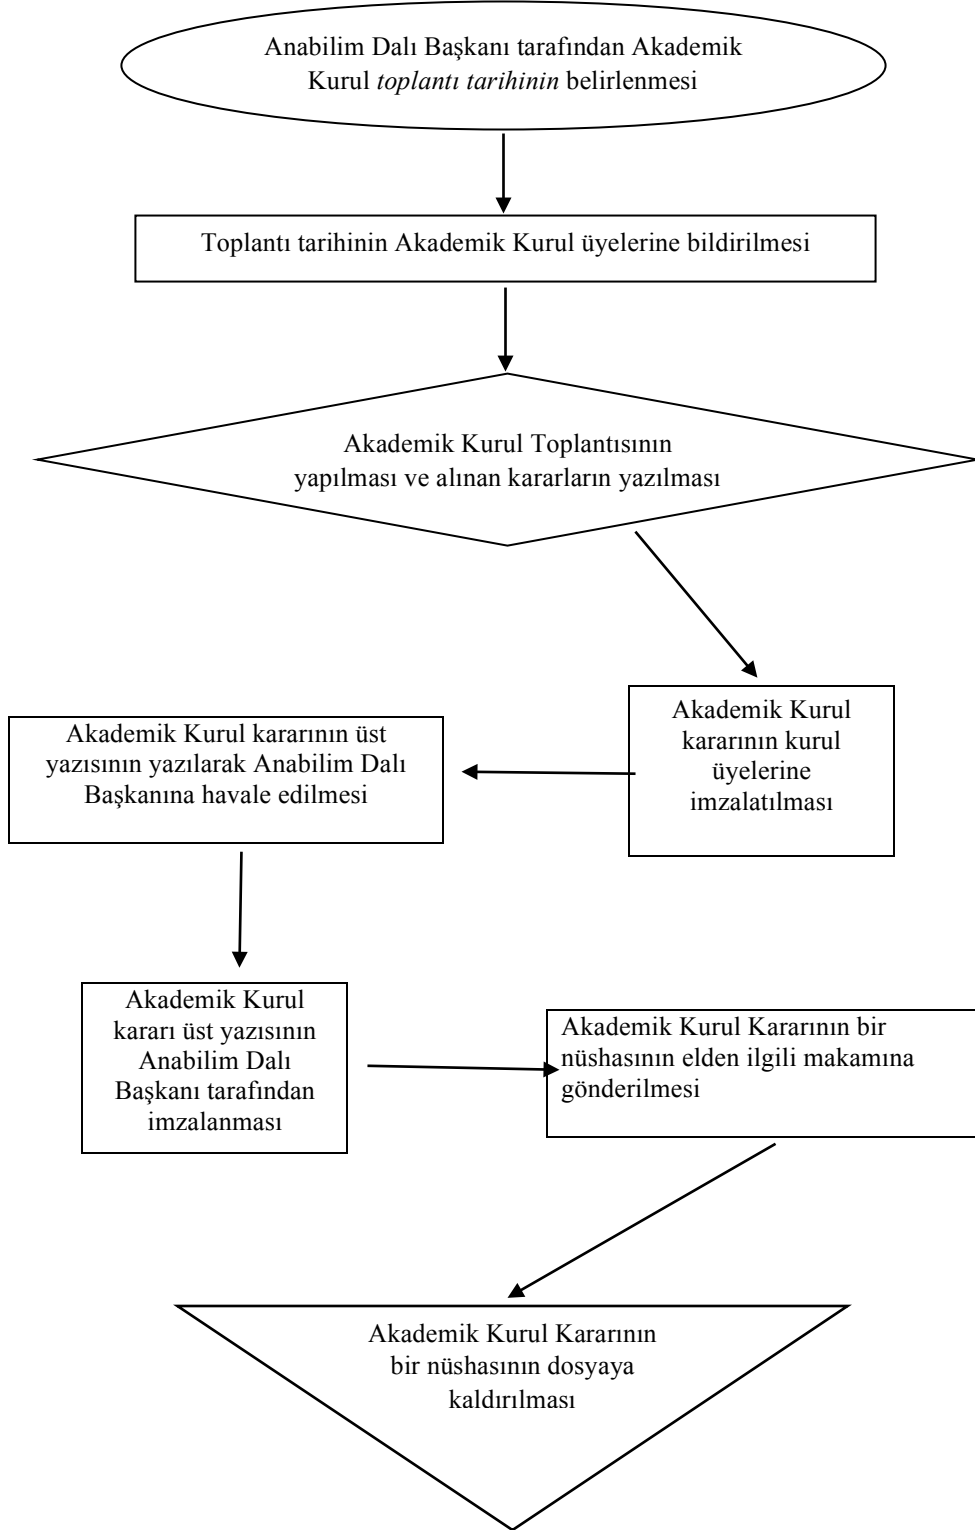 Anabilim Dalı Başkanı tarafından Akademik
Kurul toplantı tarihinin belirlenmesi
Toplantı tarihinin Akademik Kurul üyelerine bildirilmesi
Akademik Kurul Toplantısının
yapılması ve alınan kararların yazılması
Akademik Kurul
kararının kurul
üyelerine
imzalatılması
Akademik Kurul kararının üst
yazısının yazılarak Anabilim Dalı
Başkanına havale edilmesi
Akademik Kurul
kararı üst yazısının
Anabilim Dalı
Başkanı tarafından
imzalanması
Akademik Kurul Kararının bir
nüshasının elden ilgili makamına
gönderilmesi
Akademik Kurul Kararının
bir nüshasının dosyaya
kaldırılması